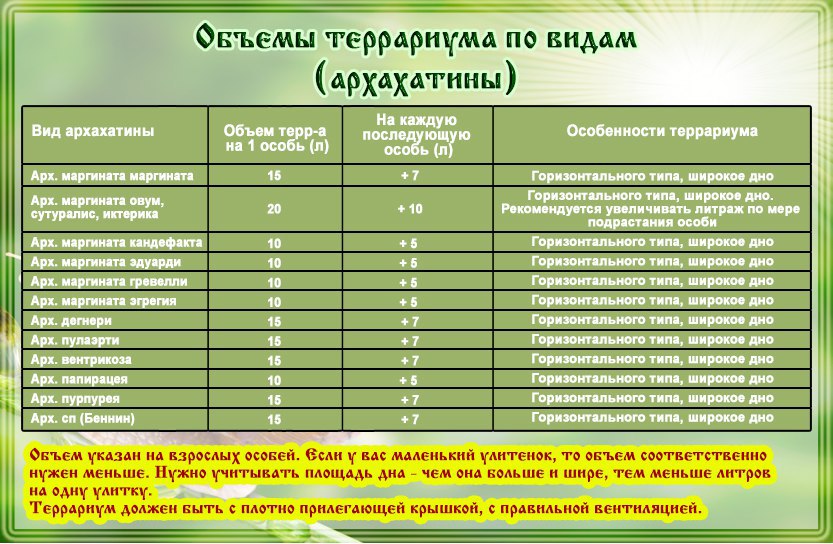 Объемы террариума по видам
(архахатины)
Вид архахатины
Объем терр-а
на 1 особь (л)
На каждую
последующую
особь (л)
Особенности террариума
Арх. маргината маргината
15
+ 7
Горизонтального типа, широкое дно
Арх. маргината овум,
сутуралис, иктерика
20
+ 10
Горизонтального типа, широкое дно.
Рекомендуется увеличивать литраж по мере
подрастания особи
Арх. маргината кандефакта
10
+ 5
Горизонтального типа, широкое дно
Арх. маргината эдуарди
10
+ 5
Горизонтального типа, широкое дно
Арх. маргината гревелли
10
+ 5
Горизонтального типа, широкое дно
Арх. маргината эгрегия
10
+ 5
Горизонтального типа, широкое дно
Арх. дегнери
15
+ 7
Горизонтального типа, широкое дно
Арх. пулаэрти
15
+ 7
Горизонтального типа, широкое дно
Арх. вентрикоза
15
+ 7
Горизонтального типа, широкое дно
Арх. папирацея
10
+ 5
Горизонтального типа, широкое дно
Арх. пурпурея
15
+ 7
Горизонтального типа, широкое дно
Арх. сп (Беннин)
15
+ 7
Горизонтального типа, широкое дно
Объем указан на взрослых особей. Если у вас маленький улитенок, то объем соответственно
нужен меньше. Нужно учитывать площадь дна - чем она больше и шире, тем меньше литров
на одну улитку.
Террариум должен быть с плотно прилегающей крышкой, с правильной вентиляцией.